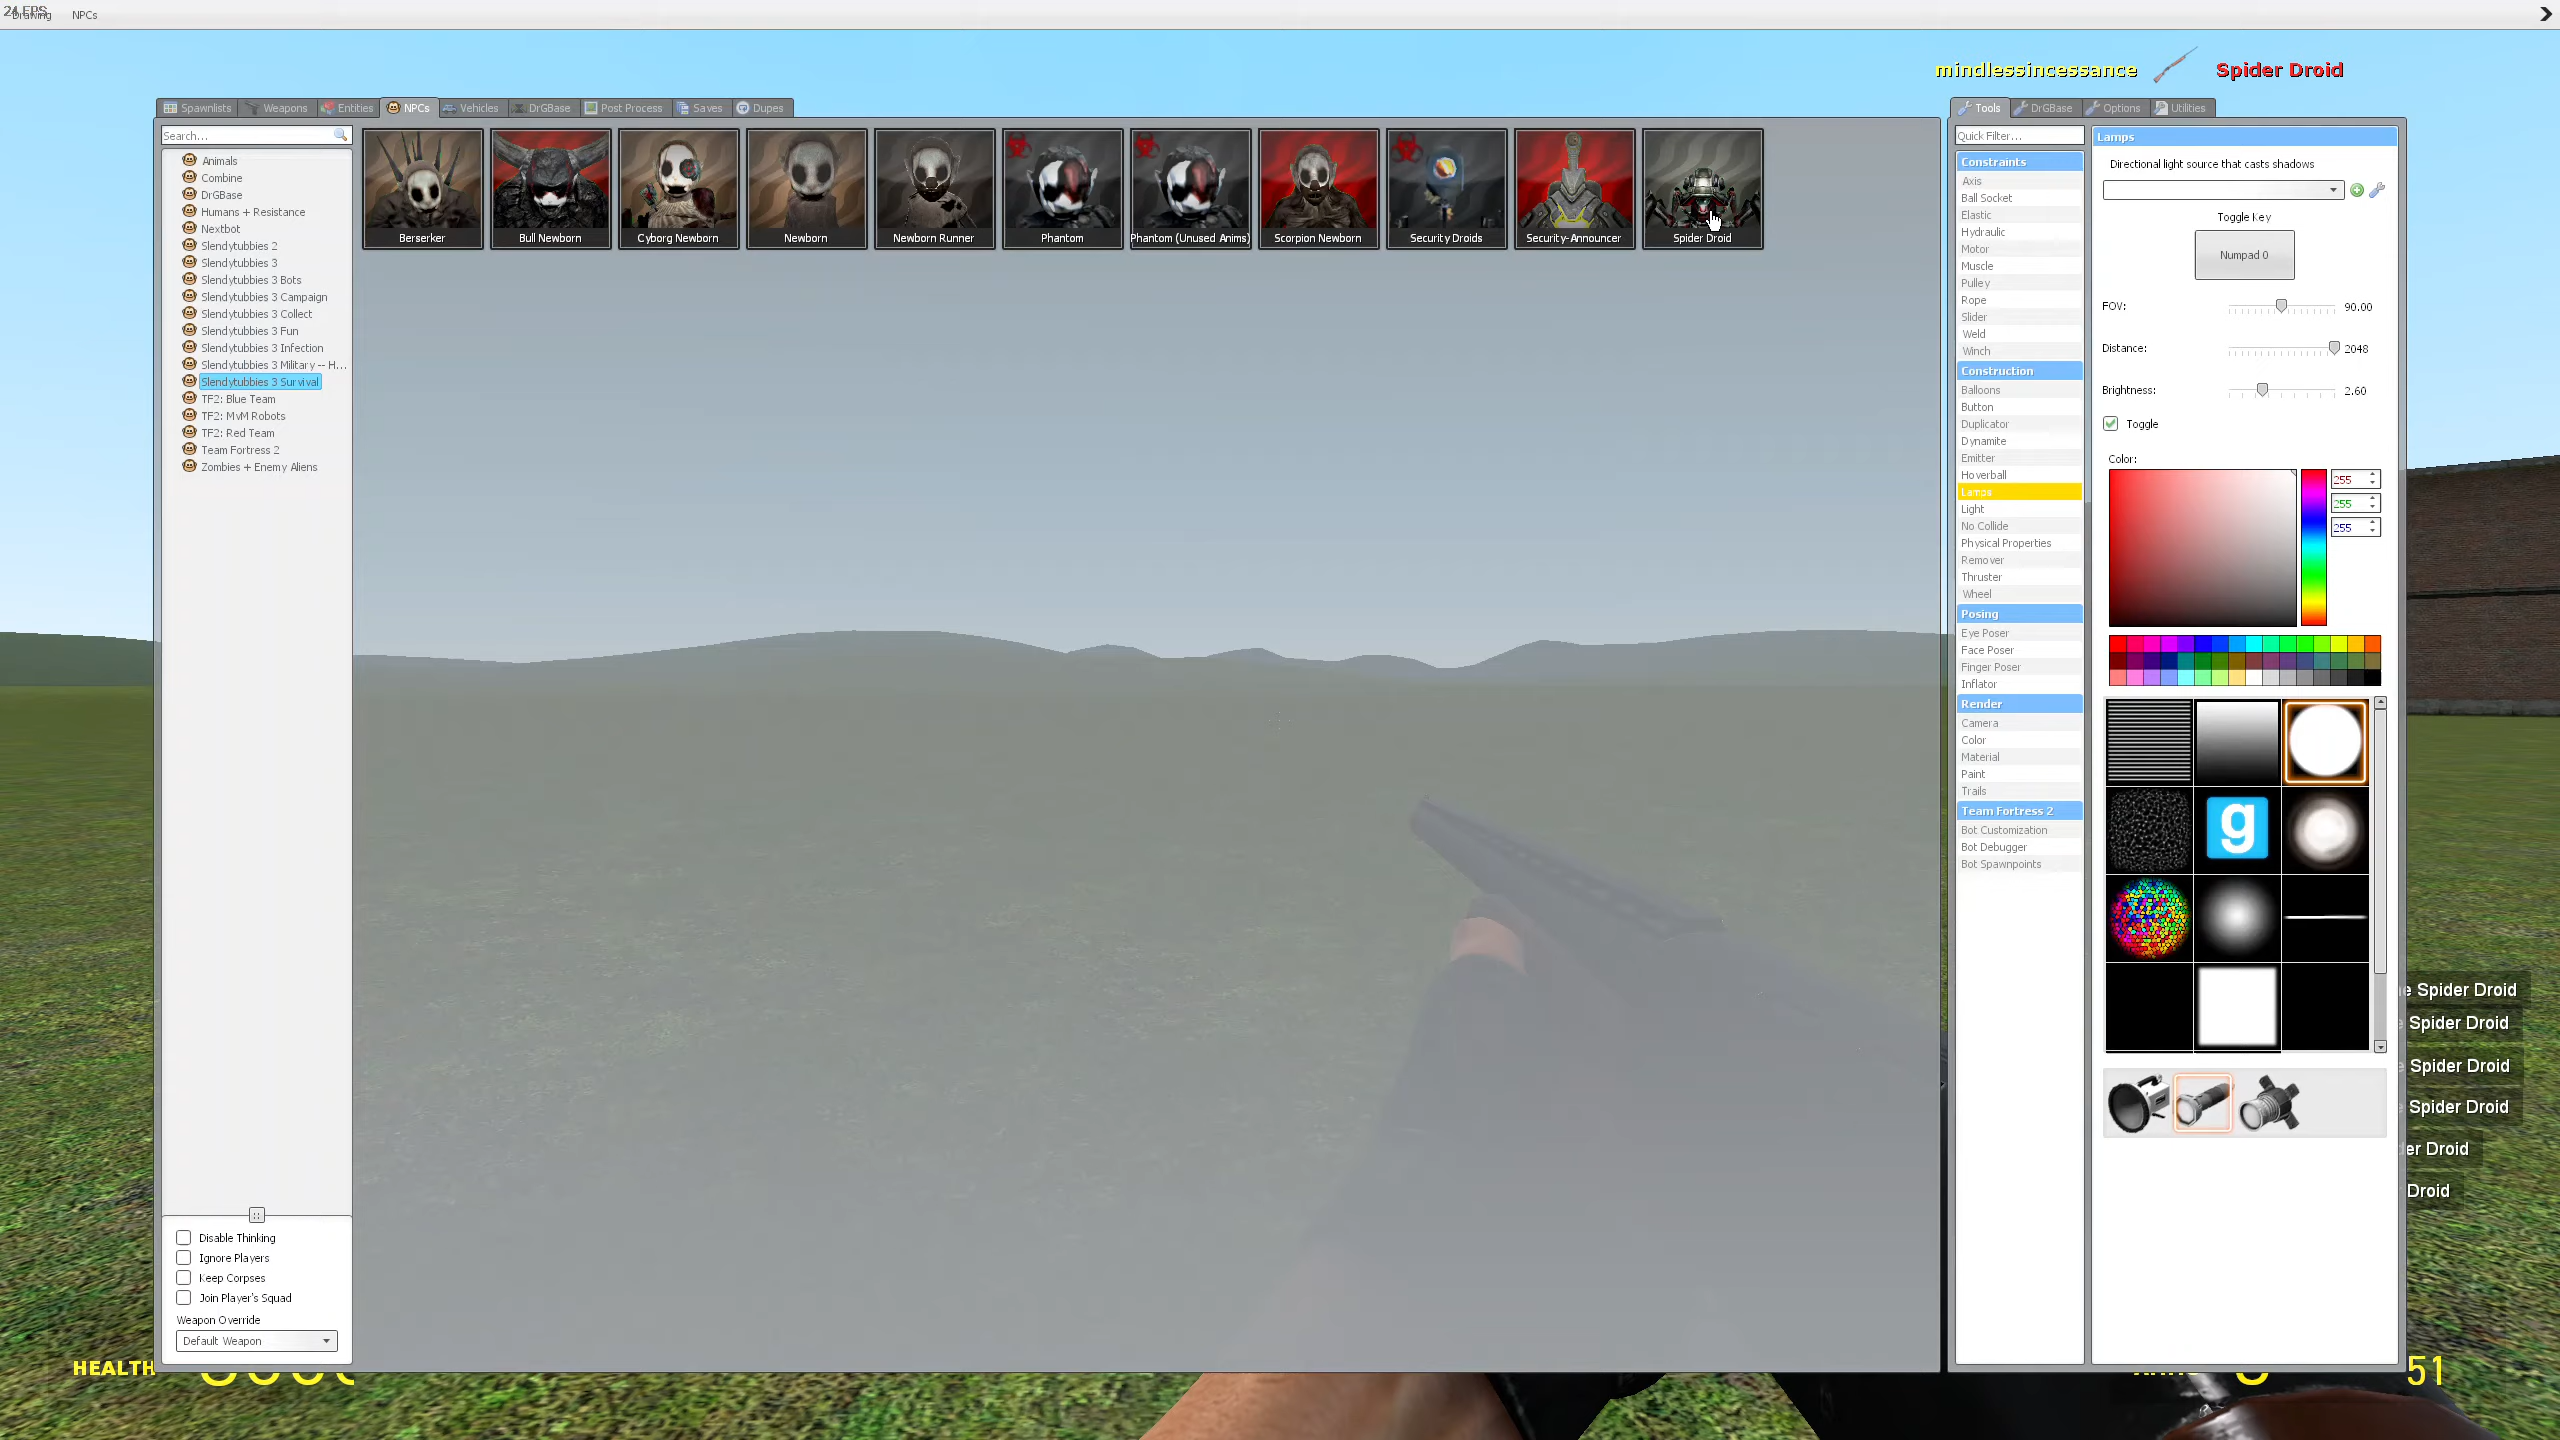 24 FPS
Drawing NPCs
mindlessincessance Spider Droid
Spawnlists Weapons Entities NPCs Vehicles DrGBase Post Process Saves Dupes
Search...
Animals
Combine
DrGBase
Humans + Resistance
Nextbot
Slendytubbies 2
Slendytubbies 3
Slendytubbies 3 Bots
Slendytubbies 3 Campaign
Slendytubbies 3 Collect
Slendytubbies 3 Fun
Slendytubbies 3 Infection
Slendytubbies 3 Military -- H...
Slendytubbies 3 Survival
TF2: Blue Team
TF2: MvM Robots
TF2: Red Team
Team Fortress 2
Zombies + Enemy Aliens
Berserker
Bull Newborn
Cyborg Newborn
Newborn
Newborn Runner
Phantom
Phantom (Unused Anims)
Scorpion Newborn
Security Droids
Security-Announcer
Spider Droid
Disable Thinking
Ignore Players
Keep Corpses
Join Player's Squad
Weapon Override
Default Weapon
Tools DrGBase Options Utilities
Quick Filter...
Constraints
Axis
Ball Socket
Elastic
Hydraulic
Motor
Muscle
Pulley
Rope
Slider
Weld
Winch
Construction
Balloons
Button
Duplicator
Dynamite
Emitter
Hoverball
Lamps
Light
No Collide
Physical Properties
Remover
Thruster
Wheel
Posing
Eye Poser
Face Poser
Finger Poser
Inflator
Render
Camera
Color
Material
Paint
Trails
Team Fortress 2
Bot Customization
Bot Debugger
Bot Spawnpoints
Lamps
Directional light source that casts shadows
Toggle Key
Numpad 0
FOV: 90.00
Distance: 2048
Brightness: 2.60
Toggle
Color:
255
255
255
g
e Spider Droid
Spider Droid
Spider Droid
Spider Droid
der Droid
Droid
HEALTH
51